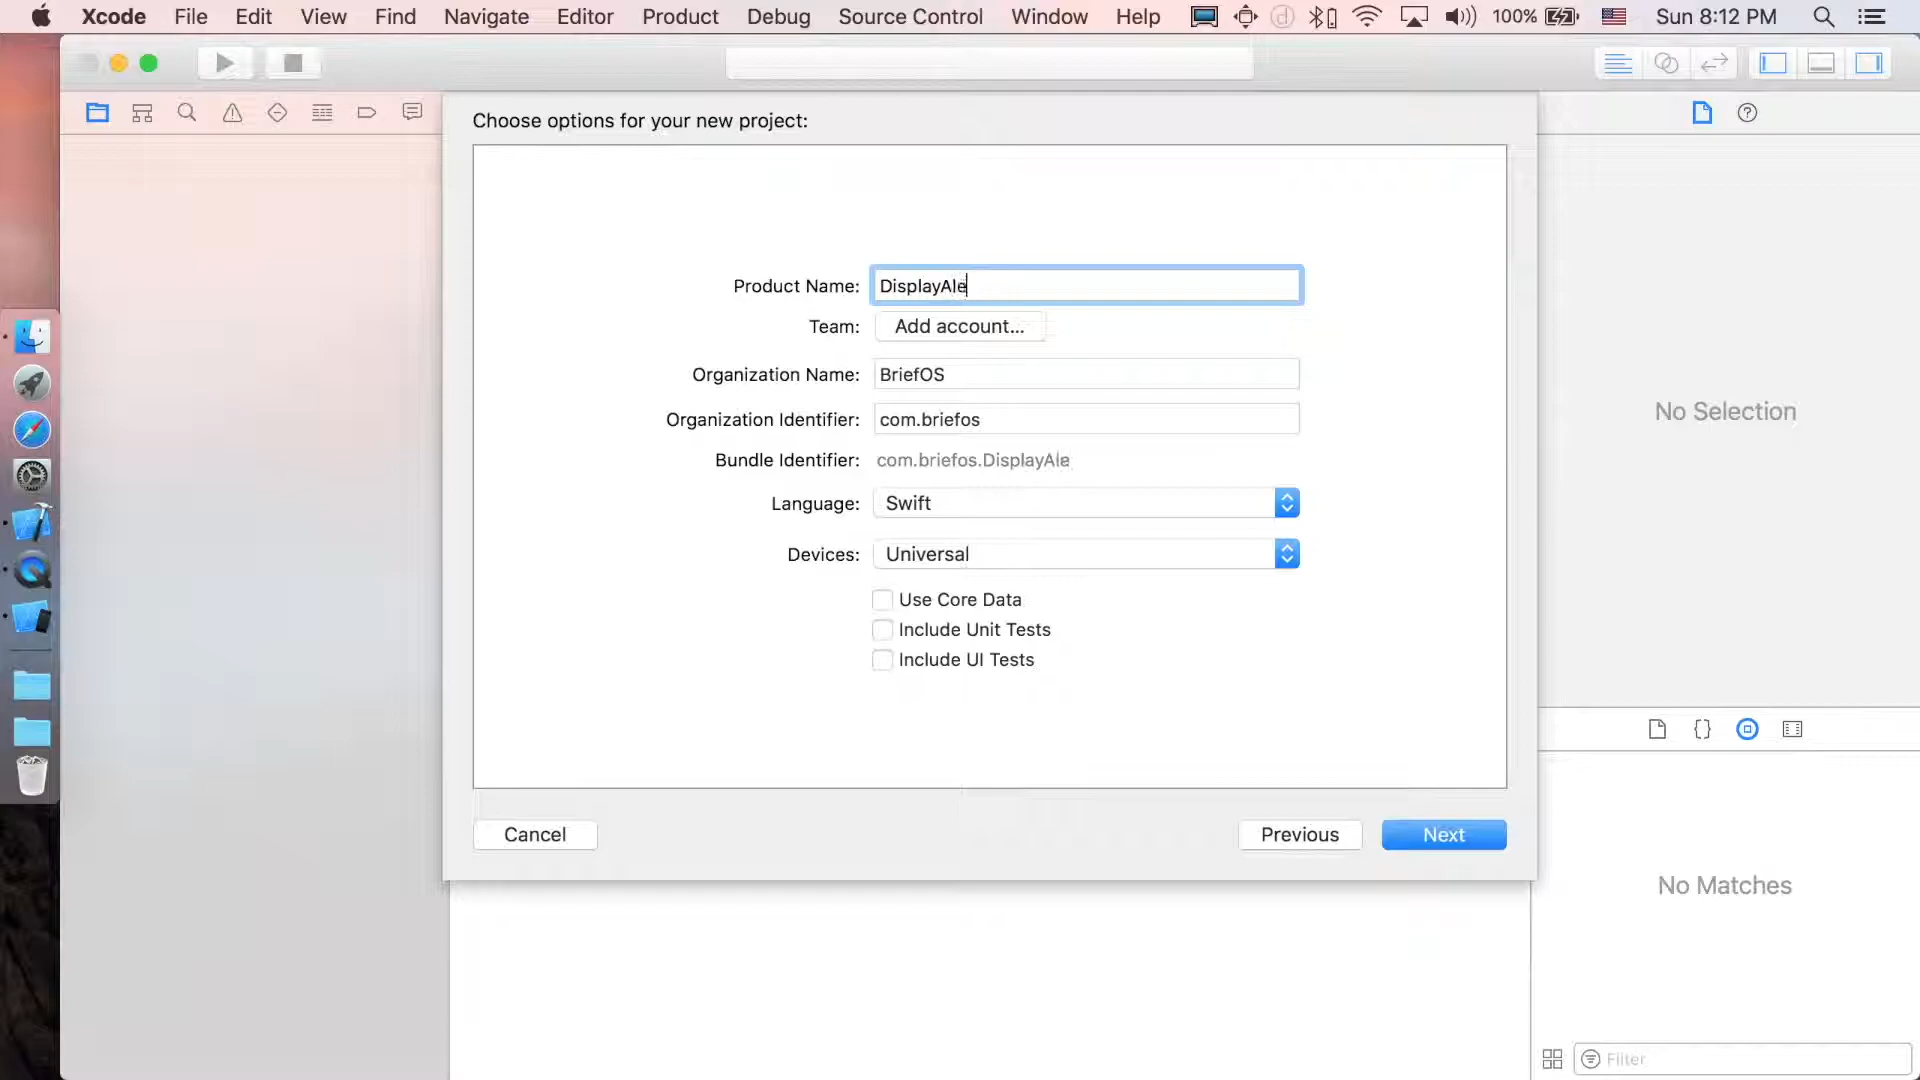 Xcode File Edit View Find Navigate Editor Product Debug Source Control Window Help 100% Sun 8:12 PM
Choose options for your new project:
Product Name: DisplayAle
Team: Add account...
Organization Name: BriefOS
Organization Identifier: com.briefos
Bundle Identifier: com.briefos.DisplayAle
Language: Swift
Devices: Universal
Use Core Data
Include Unit Tests
Include UI Tests
Cancel Previous Next
No Selection
No Matches
Filter